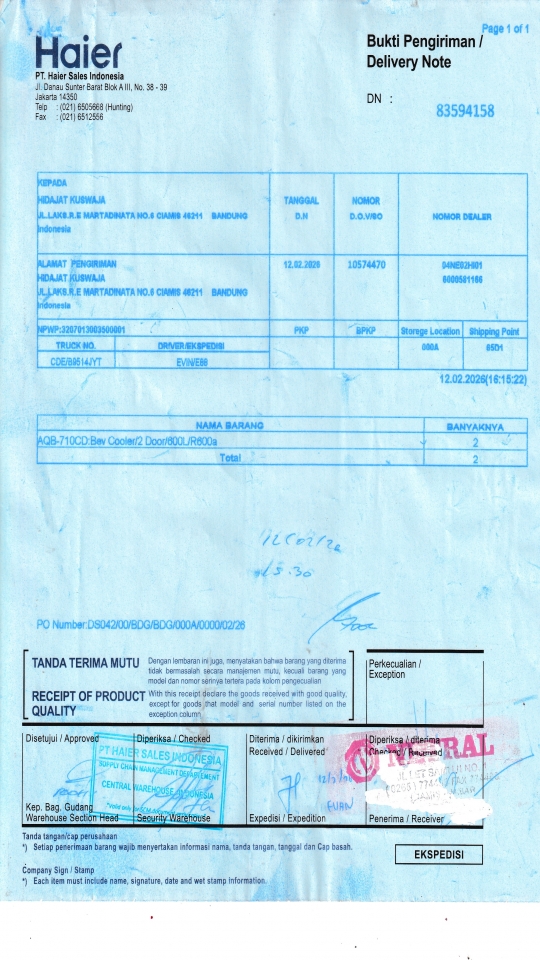 Page 1 of 1
Haier
Bukti Pengiriman /
Delivery Note
PT. Haier Sales Indonesia
Jl. Danau Sunter Barat Blok A III, No. 38 - 39
Jakarta 14350
Telp : (021) 6505668 (Hunting)
Fax : (021) 6512556
DN :
83594158
KEPADA
HIDAJAT KUSWAJA
JL.LAKS.R.E MARTADINATA NO.6 CIAMIS 46211 BANDUNG
Indonesia
TANGGAL
D.N
NOMOR
D.O.V/SO
NOMOR DEALER
ALAMAT PENGIRIMAN
HIDAJAT KUSWAJA
JL.LAKS.R.E MARTADINATA NO.6 CIAMIS 46211 BANDUNG
Indonesia
12.02.2026
10574470
6000581166
NPWP:3207013003500001
PKP
BPKP
Storege Location
Shipping Point
TRUCK NO.
DRIVER/EKSPEDISI
000A
85D1
CDE/B9514JYT
12.02.2026(16:15:22)
NAMA BARANG
BANYAKNYA
AQB-710CD:Bev Cooler/2 Door/600L/R600a
2
Total
2
15.30
PO Number:DS042/00/BDG/BDG/000A/0000/02/26
TANDA TERIMA MUTU
Dengan lembaran ini juga, menyatakan bahwa barang yang diterima
tidak bermasalah secara manajemen mutu, kecuali barang yang
model dan nomor serinya tertera pada kolom pengecualian
RECEIPT OF PRODUCT
QUALITY
With this receipt declare the goods received with good quality,
except for goods that model and serial number listed on the
exception column
Perkecualian /
Exception
Disetujui / Approved
Diperiksa / Checked
Diterima / dikirimkan
Received / Delivered
Diperiksa / diterima
Checked / Received
PT HAIER SALES INDONESIA
SUPPLY CHAIN MANAGEMENT DEPARTEMENT
CENTRAL WAREHOUSE INDONESIA
Kep. Bag. Gudang
Warehouse Section Head
Security Warehouse
Expedisi / Expedition
Penerima / Receiver
Tanda tangan/cap perusahaan
*) Setiap penerimaan barang wajib menyertakan informasi nama, tanda tangan, tanggal dan Cap basah.
EKSPEDISI
Company Sign / Stamp
*) Each item must include name, signature, date and wet stamp information.